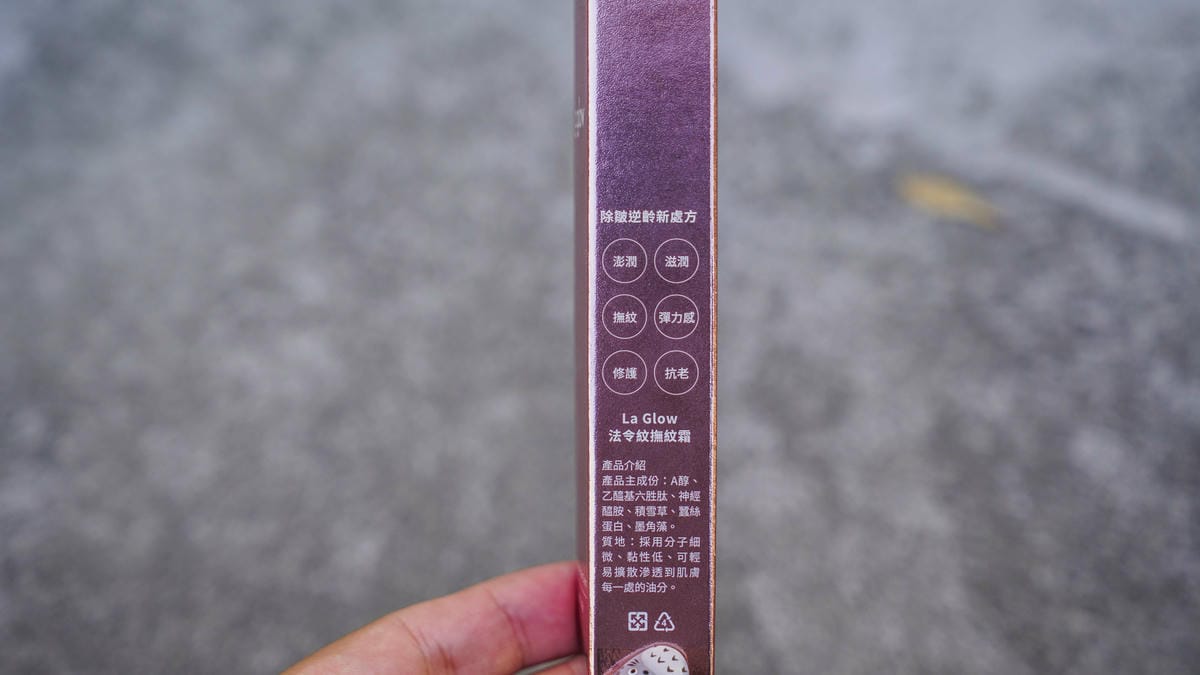 除皺逆齡新處方
澎潤 滋潤
撫紋 彈力感
修護 抗老
La Glow
法令紋撫紋霜
產品介紹
產品主成份：A醇、
乙醯基六胜肽、神經
醯胺、積雪草、蠶絲
蛋白、墨角藻。
質地：採用分子細
微、黏性低、可輕
易擴散滲透到肌膚
每一處的油分。
4